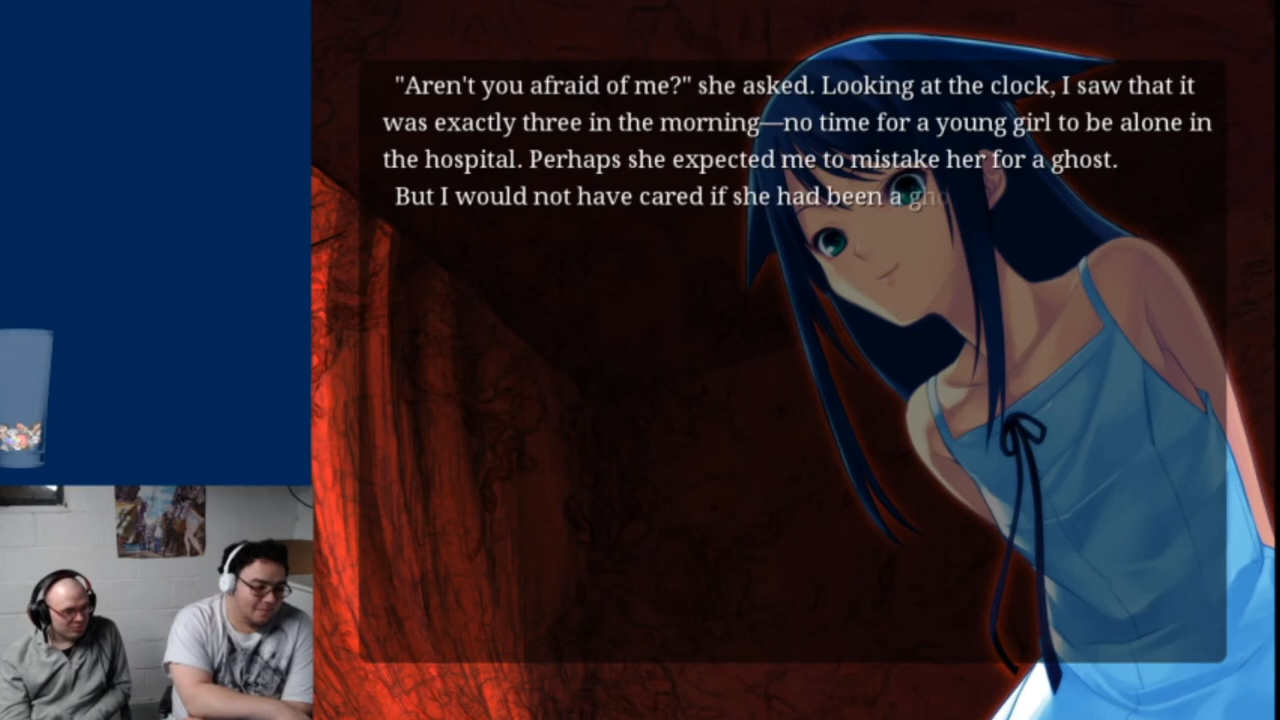 "Aren't you afraid of me?" she asked. Looking at the clock, I saw that it
was exactly three in the morning—no time for a young girl to be alone in
the hospital. Perhaps she expected me to mistake her for a ghost.
But I would not have cared if she had been a gho